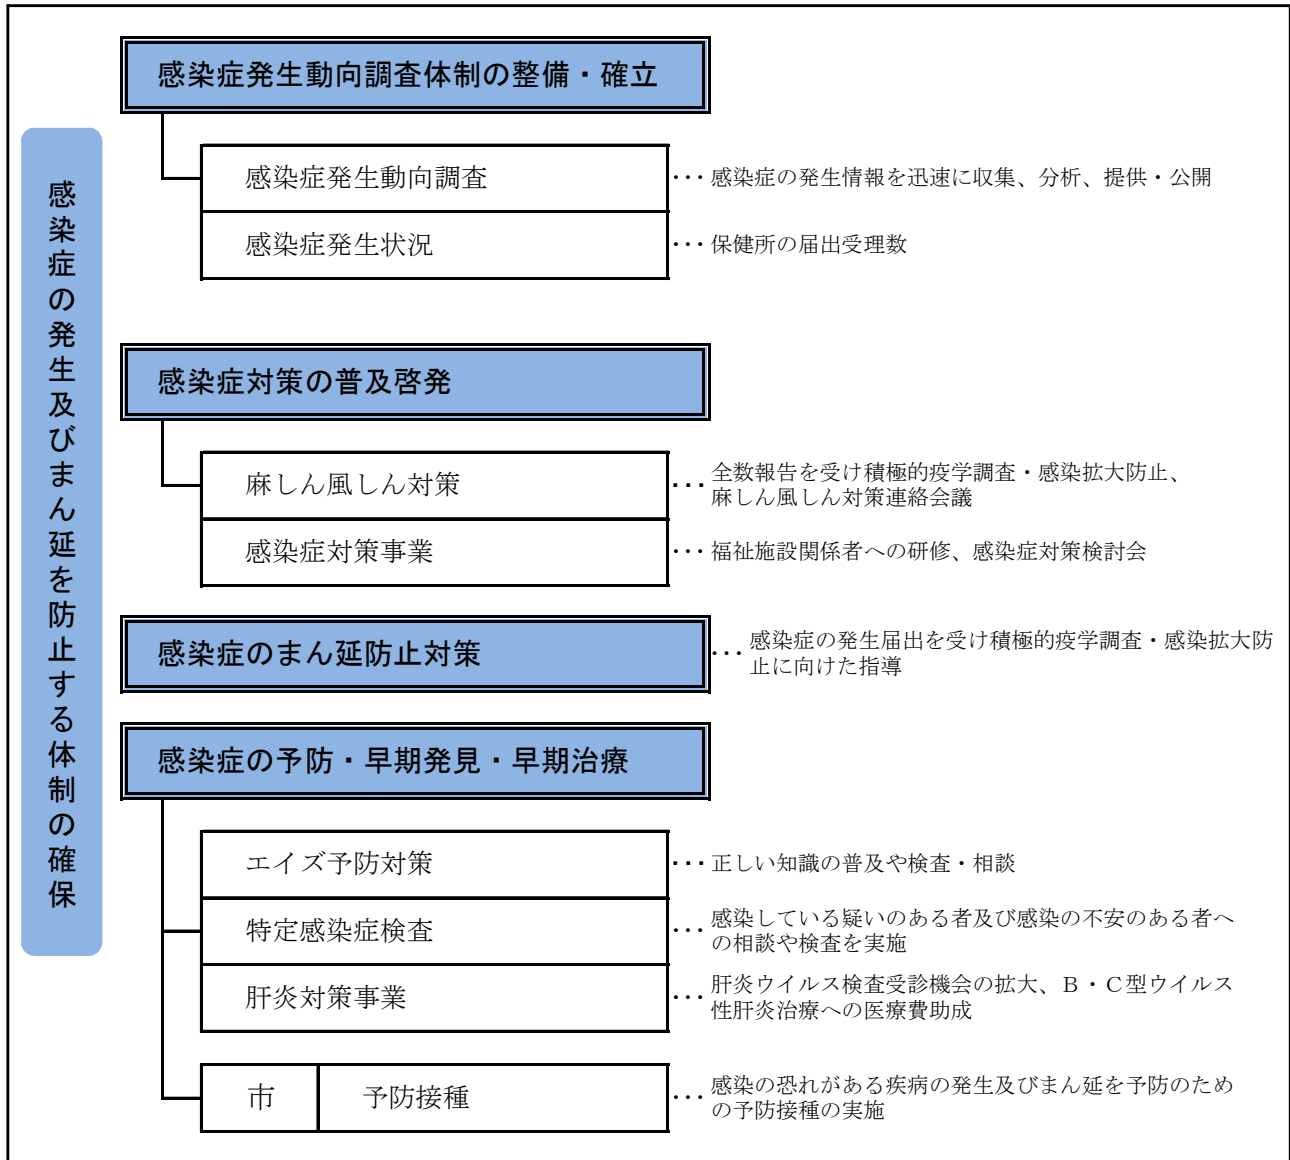 感染症の発生及びまん延を防止する体制の確保
感染症発生動向調査体制の整備・確立
感染症発生動向調査
･･･ 感染症の発生情報を迅速に収集、分析、提供・公開
感染症発生状況
･･･ 保健所の届出受理数
感染症対策の普及啓発
麻しん風しん対策
･･･ 全数報告を受け積極的疫学調査・感染拡大防止、
麻しん風しん対策連絡会議
感染症対策事業
･･･ 福祉施設関係者への研修、感染症対策検討会
感染症のまん延防止対策
･･･ 感染症の発生届出を受け積極的疫学調査・感染拡大防
止に向けた指導
感染症の予防・早期発見・早期治療
エイズ予防対策
･･･ 正しい知識の普及や検査・相談
特定感染症検査
･･･ 感染している疑いのある者及び感染の不安のある者へ
の相談や検査を実施
肝炎対策事業
･･･ 肝炎ウイルス検査受診機会の拡大、Ｂ・Ｃ型ウイルス
性肝炎治療への医療費助成
市 予防接種
･･･ 感染の恐れがある疾病の発生及びまん延を予防のため
の予防接種の実施